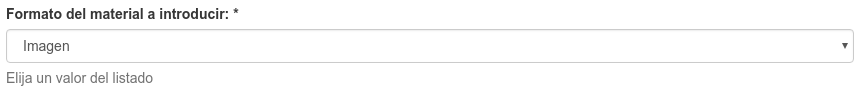 Formato del material a introducir: *
Imagen
Elija un valor del listado